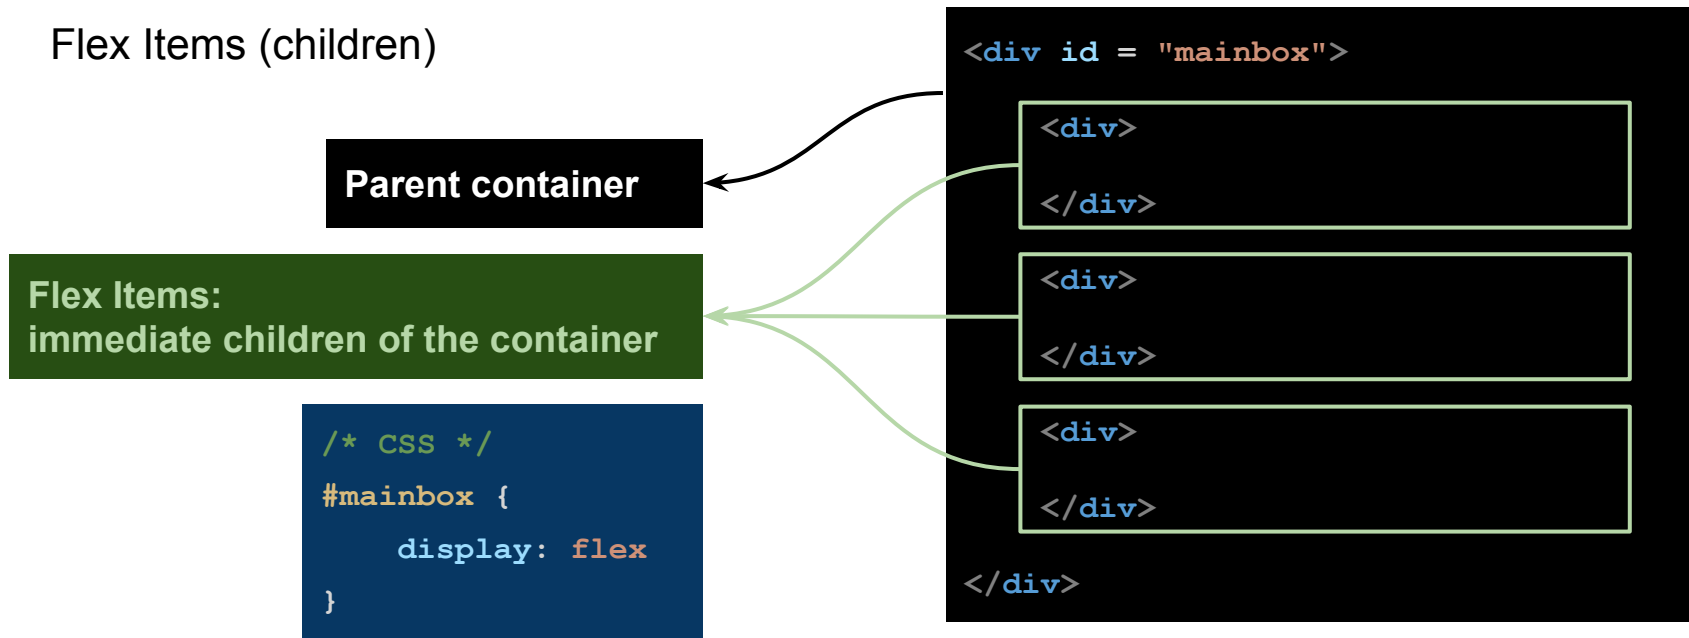 Flex Items (children)
Parent container
Flex Items:
immediate children of the container
/* CSS */
#mainbox {
display: flex
}
<div id = "mainbox">
<div>
</div>
<div>
</div>
<div>
</div>
</div>